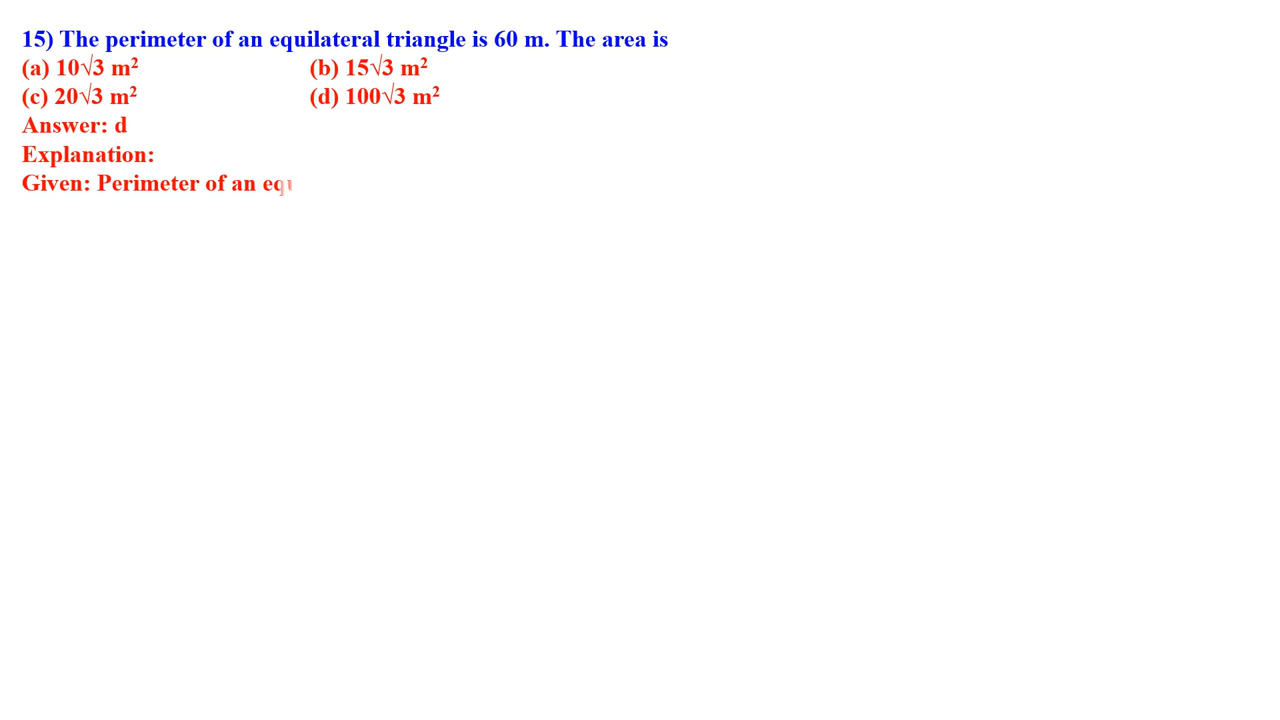 15) The perimeter of an equilateral triangle is 60 m. The area is
(a) 10√3 m² (b) 15√3 m²
(c) 20√3 m² (d) 100√3 m²
Answer: d
Explanation:
Given: Perimeter of an equ